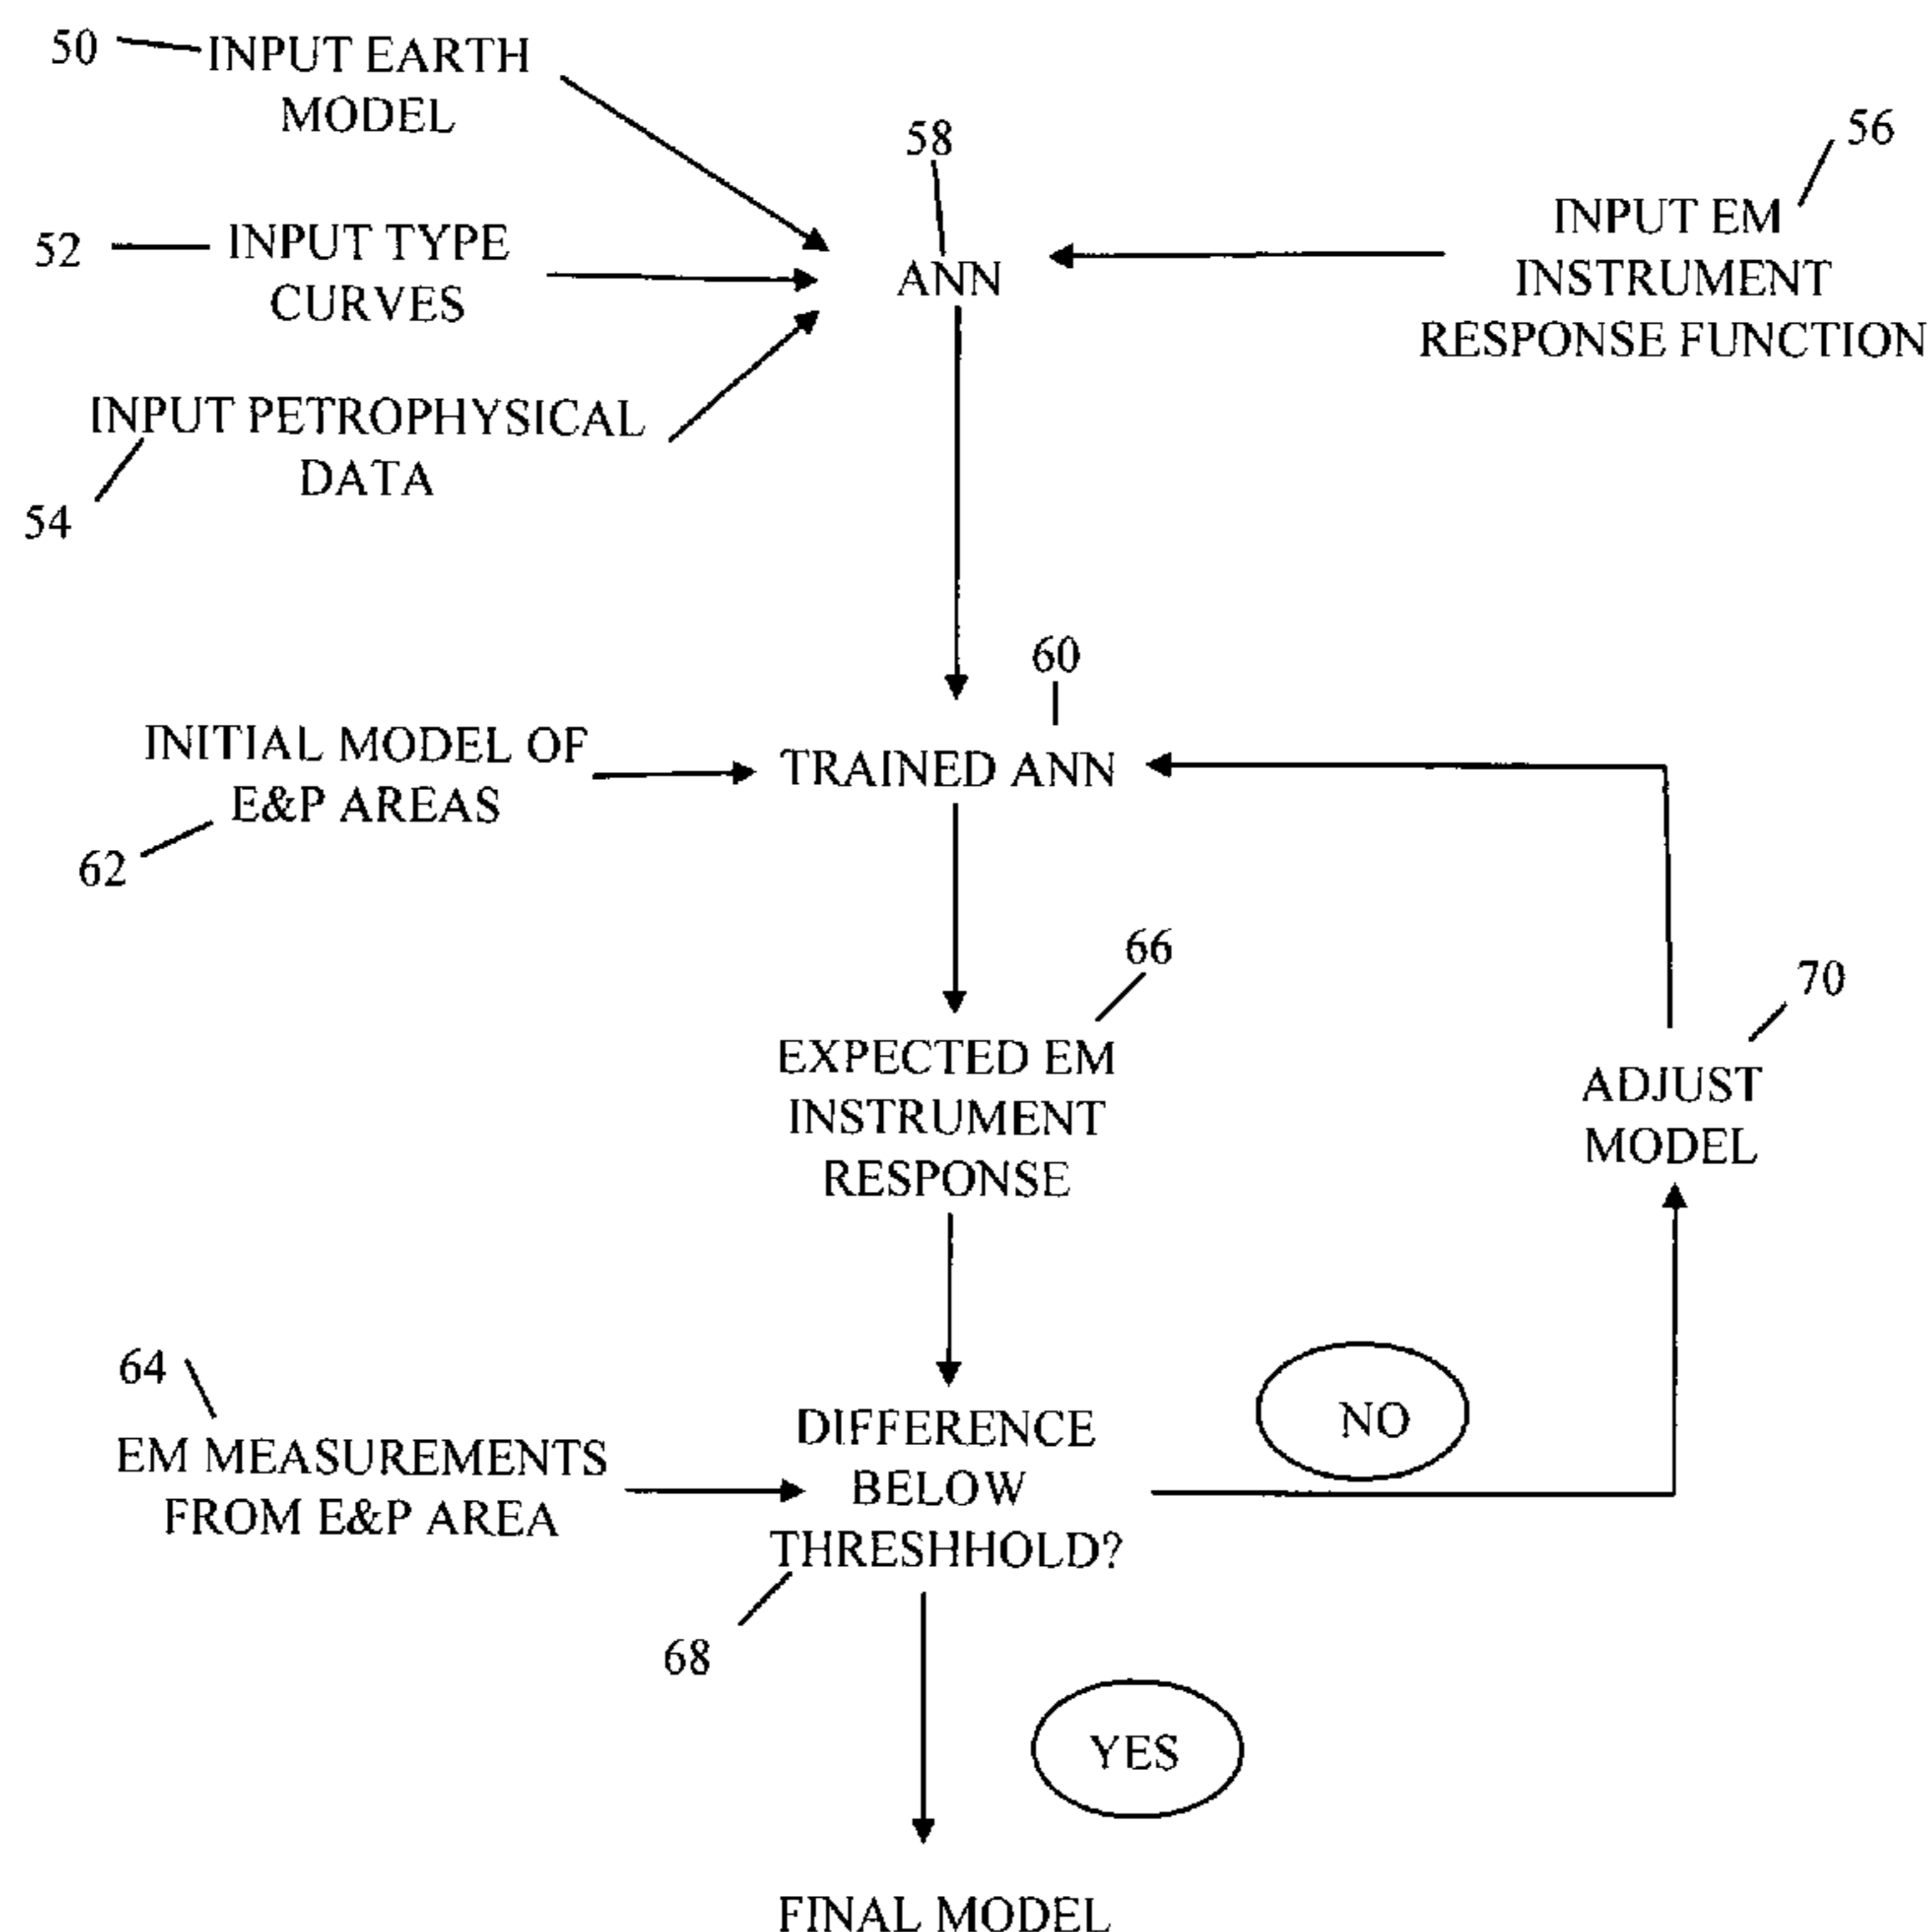 50
INPUT EARTH
MODEL
58
56
52
INPUT TYPE
CURVES
ANN
INPUT EM
INSTRUMENT
RESPONSE FUNCTION
INPUT PETROPHYSICAL
DATA
54
60
INITIAL MODEL OF
E&P AREAS
62
TRAINED ANN
66
70
EXPECTED EM
INSTRUMENT
RESPONSE
ADJUST
MODEL
64
EM MEASUREMENTS
FROM E&P AREA
DIFFERENCE
BELOW
THRESHHOLD?
68
NO
YES
FINAL MODEL